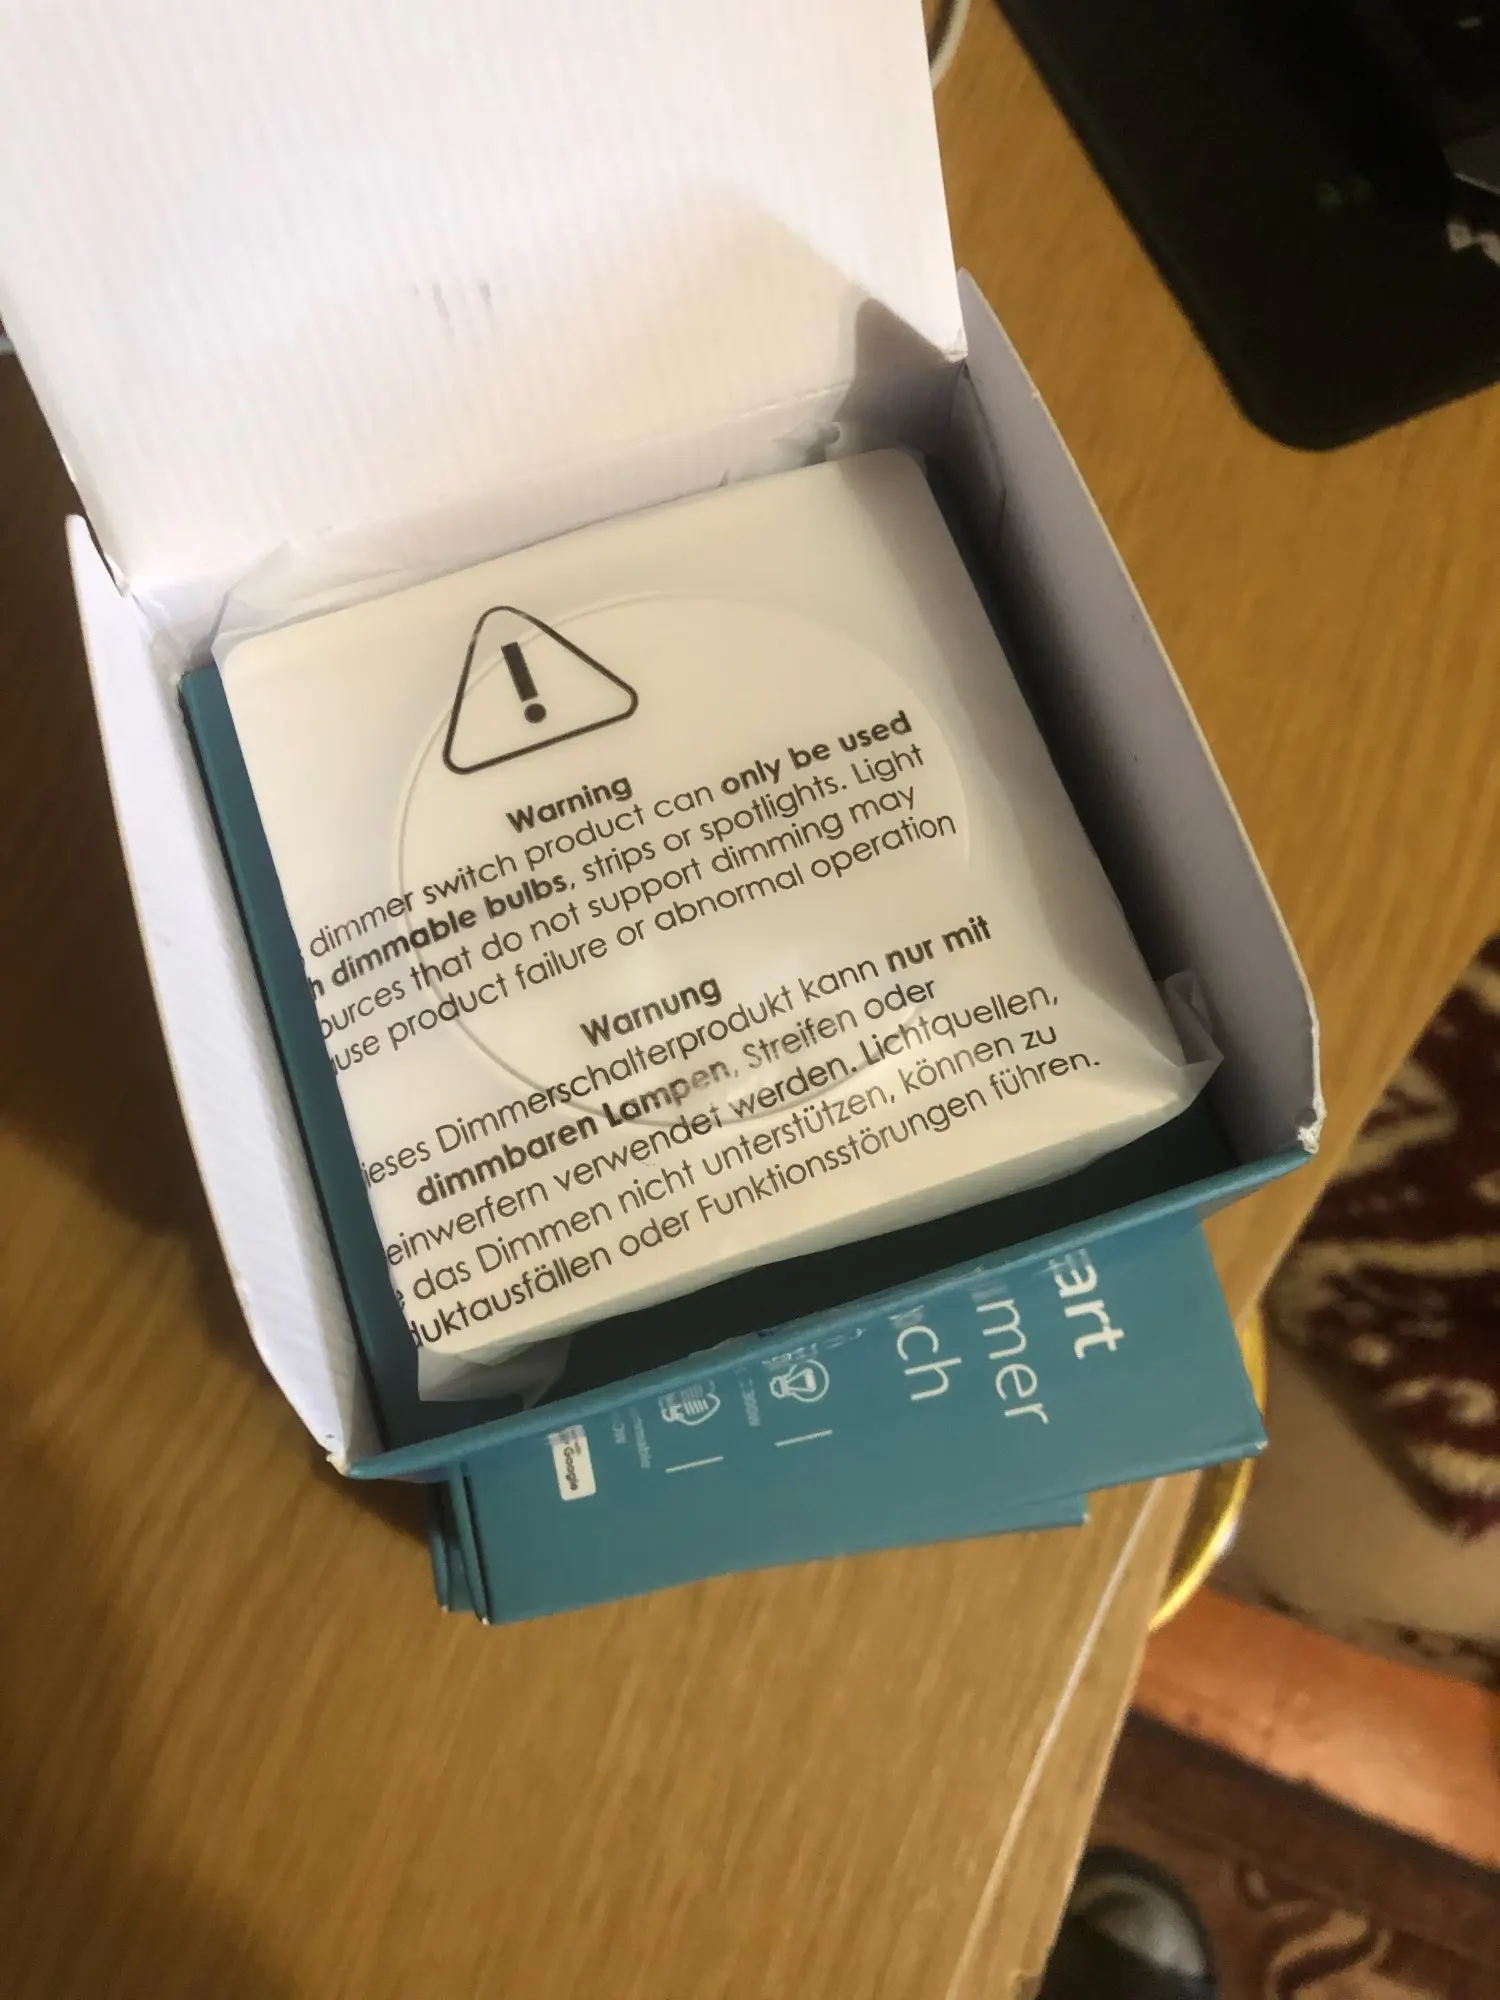 Warning
dimmer switch product can only be used
h dimmable bulbs, strips or spotlights. Light
ources that do not support dimming may
use product failure or abnormal operation
Warnung
ieses Dimmerschalterprodukt kann nur mit
dimmbaren Lampen, Streifen oder
einwerfern verwendet werden. Lichtquellen,
das Dimmen nicht unterstützen, können zu
duktausfällen oder Funktionsstörungen führen.
art
mmer
ch
Google